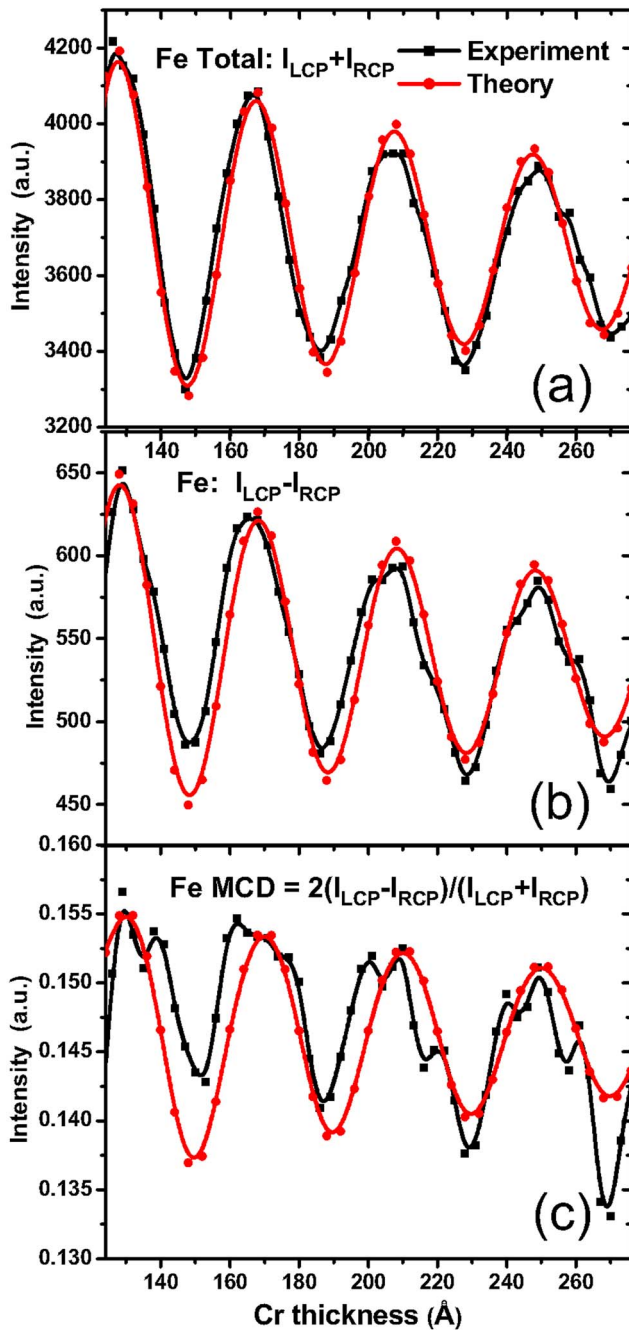 4200
4000
3800
3600
3400
3200
Intensity (a.u.)
Fe Total: I_LCP+I_RCP
Experiment
Theory
(a)
140 160 180 200 220 240 260
650
600
550
500
450
Intensity (a.u.)
Fe: I_LCP-I_RCP
(b)
0.160
0.155
0.150
0.145
0.140
0.135
0.130
Intensity (a.u.)
Fe MCD = 2(I_LCP-I_RCP)/(I_LCP+I_RCP)
(c)
140 160 180 200 220 240 260
Cr thickness (Å)